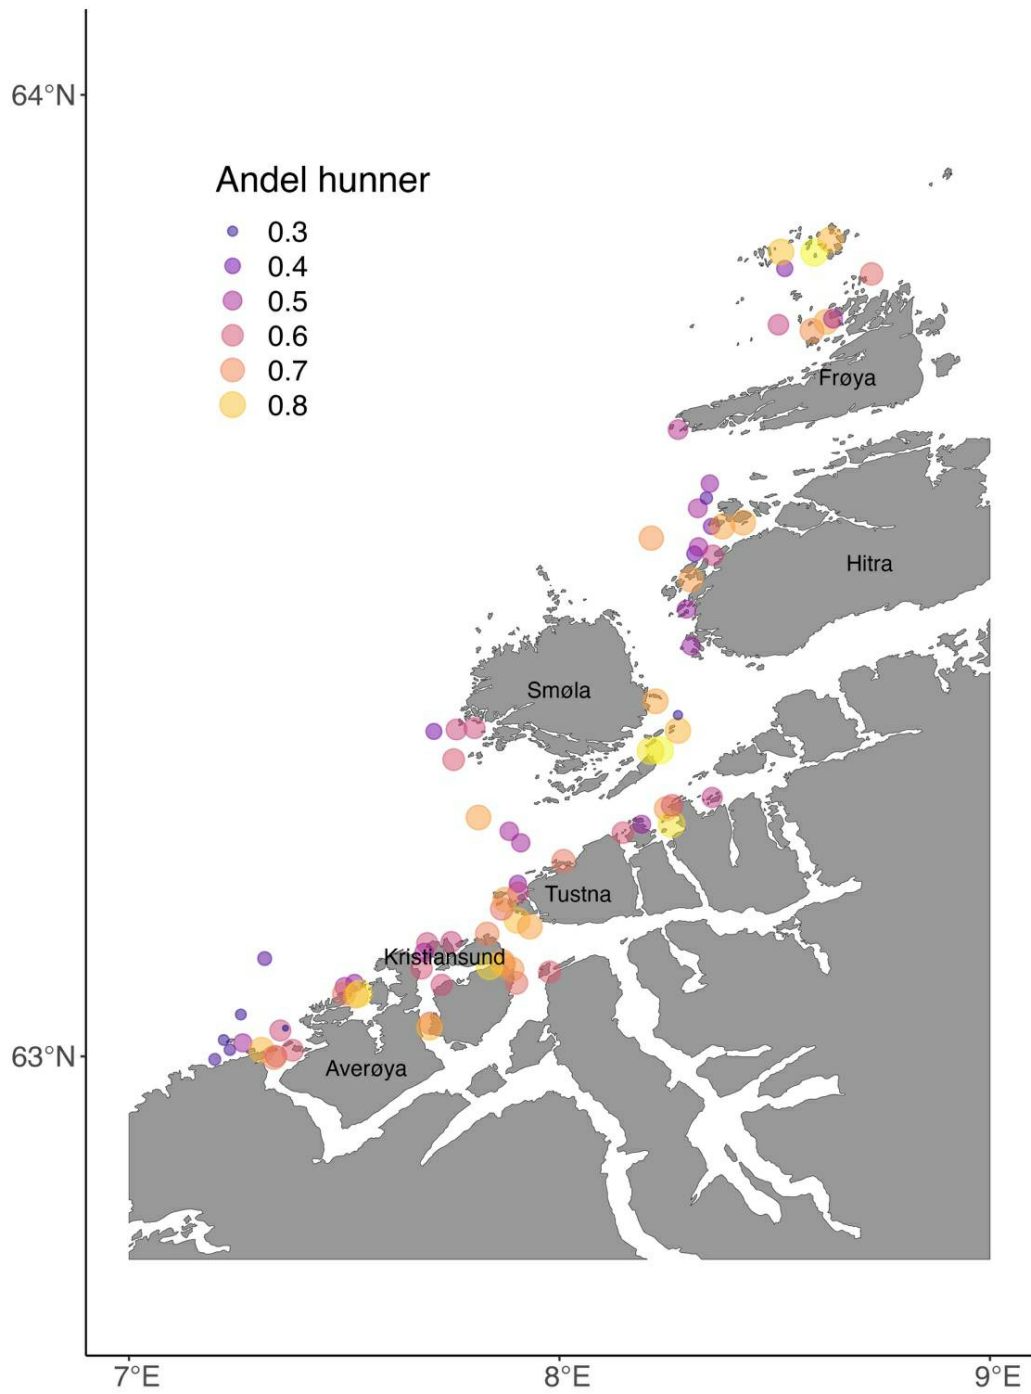 64°N
Andel hunner
0.3
0.4
0.5
0.6
0.7
0.8
Frøya
Hitra
Smøla
Tustna
Kristiansund
63°N
Averøya
7°E
8°E
9°E